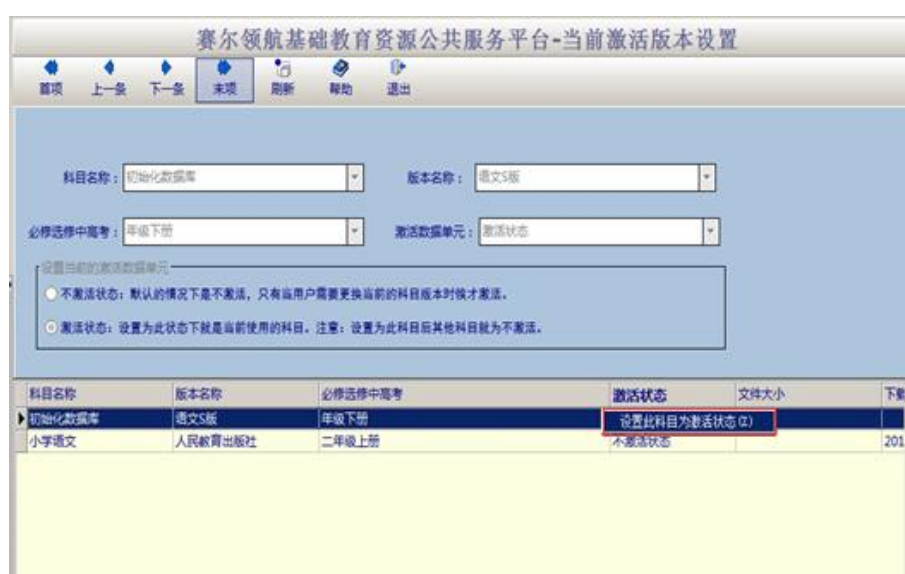 赛尔领航基础教育资源公共服务平台-当前激活版本设置
首项 上一条 下一条 末项 刷新 帮助 退出
科目名称： 初始化数据库 版本名称： 语文S版
必修选修中高考： 年级下册 激活数据单元： 激活状态
设置当前的激活数据单元
不激活状态：默认的情况下是不激活，只有当用户需要更换当前的科目版本时候才激活。
激活状态：设置为此状态下就是当前使用的科目。注意：设置为此科目后其他科目就为不激活。
科目名称 版本名称 必修选修中高考 激活状态 文件大小 下载
初始化数据库 语文S版 年级下册 设置此科目为激活状态(Z)
小学语文 人民教育出版社 二年级上册 不激活状态 201